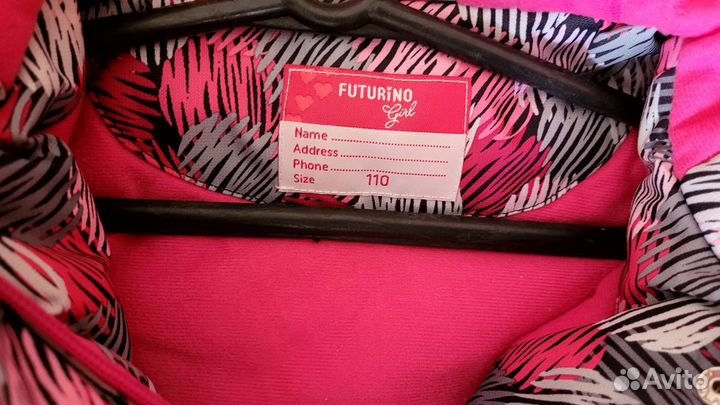 FUTURINO
Girl
Name ........................
Address ........................
Phone ........................
Size 110
Avito